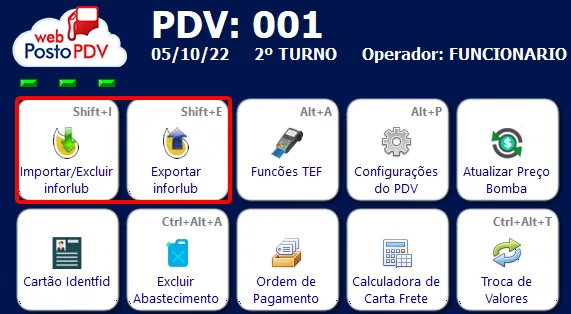 web
PostoPDV
PDV: 001
05/10/22 2º TURNO Operador: FUNCIONARIO
Shift+I
Importar/Excluir
inforlub
Shift+E
Exportar
inforlub
Alt+A
Funcões TEF
Alt+P
Configurações
do PDV
Atualizar Preço
Bomba
Cartão Identfid
Ctrl+Alt+A
Excluir
Abastecimento
Ordem de
Pagamento
Calculadora de
Carta Frete
Ctrl+Alt+T
Troca de
Valores